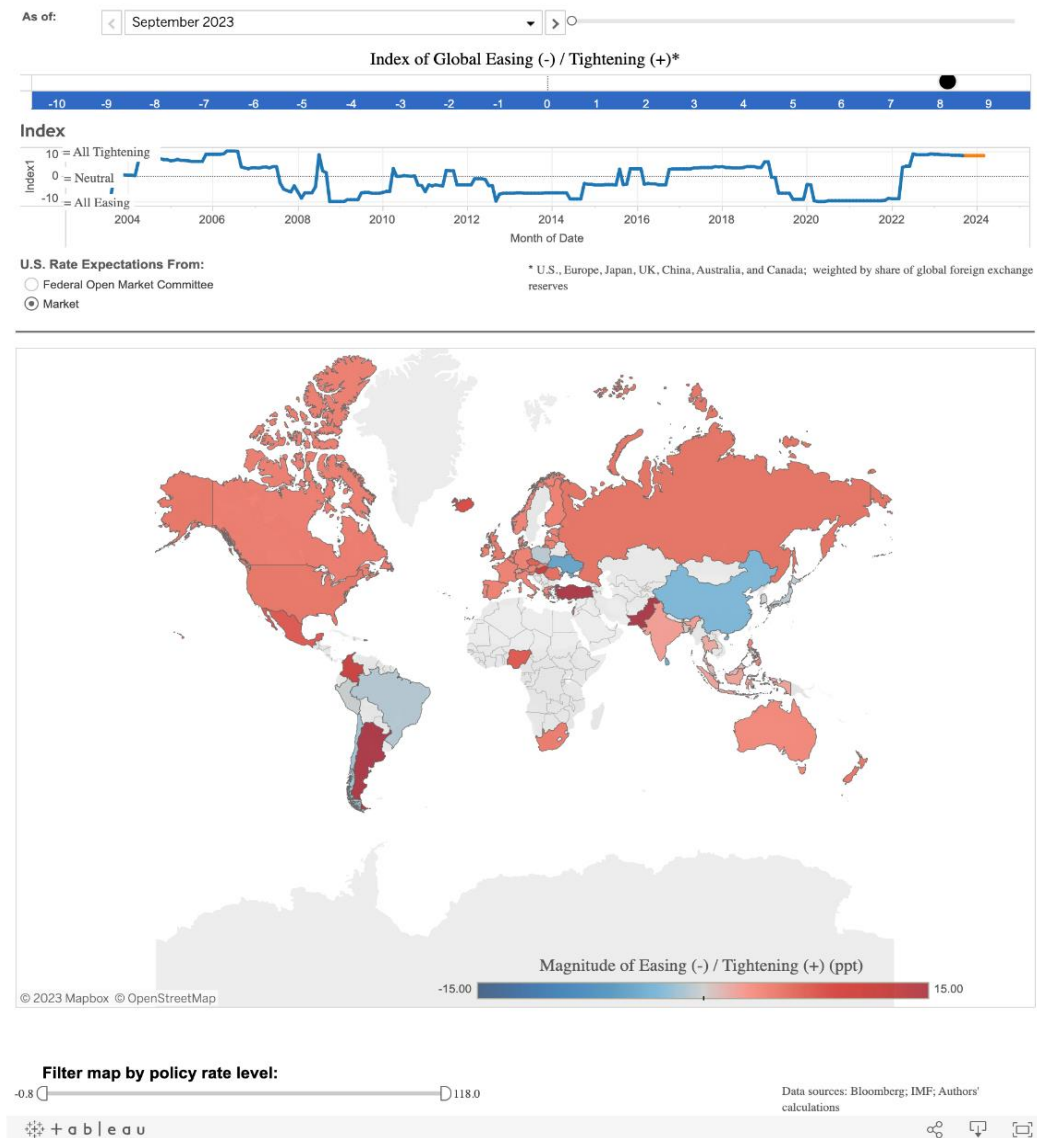 As of:
September 2023
Index of Global Easing (-) / Tightening (+)*
-10 -9 -8 -7 -6 -5 -4 -3 -2 -1 0 1 2 3 4 5 6 7 8 9
Index
Index1
10 = All Tightening
0 = Neutral
-10 = All Easing
2004 2006 2008 2010 2012 2014 2016 2018 2020 2022 2024
Month of Date
U.S. Rate Expectations From:
Federal Open Market Committee
Market
* U.S., Europe, Japan, UK, China, Australia, and Canada; weighted by share of global foreign exchange
reserves
Magnitude of Easing (-) / Tightening (+) (ppt)
-15.00 15.00
© 2023 Mapbox © OpenStreetMap
Filter map by policy rate level:
-0.8 118.0
Data sources: Bloomberg; IMF; Authors'
calculations
+ a b | e a u